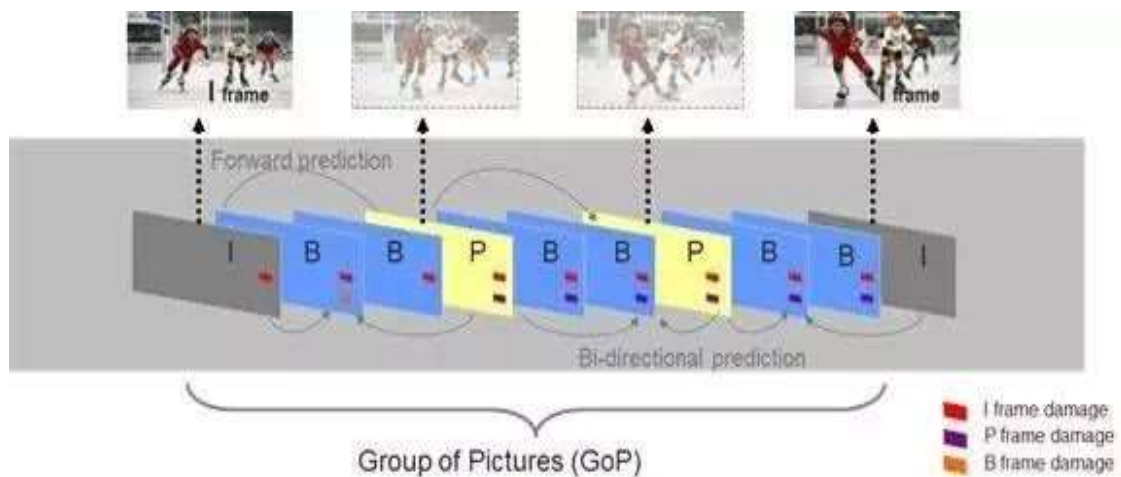 I frame
I frame
Forward prediction
I B B P B B P B B I
Bi-directional prediction
Group of Pictures (GoP)
I frame damage
P frame damage
B frame damage